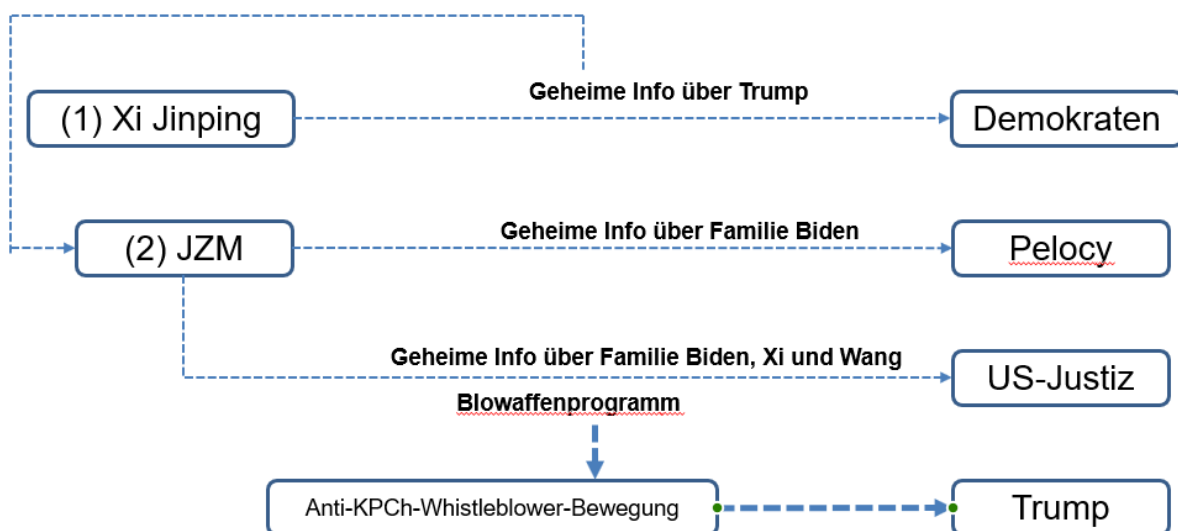 Geheime Info über Trump
(1) Xi Jinping
Demokraten
Geheime Info über Familie Biden
(2) JZM
Pelocy
Geheime Info über Familie Biden, Xi und Wang
US-Justiz
Blowaffenprogramm
Anti-KPCh-Whistleblower-Bewegung
Trump